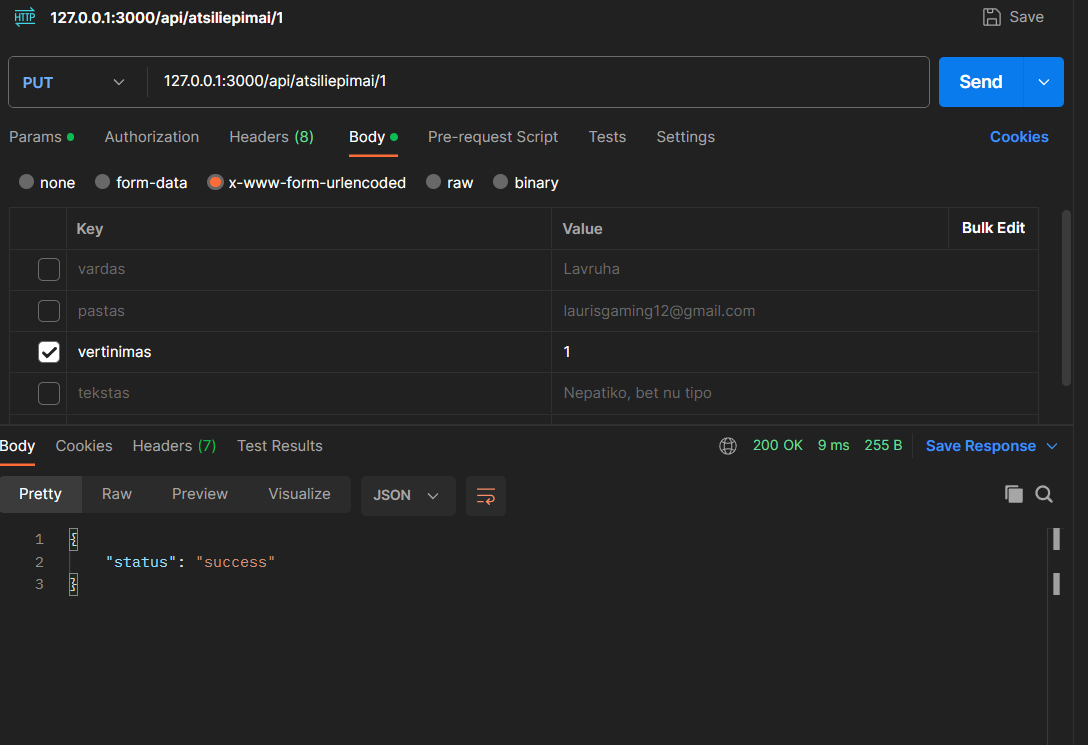 HTTP 127.0.0.1:3000/api/atsiliepimai/1 Save
PUT 127.0.0.1:3000/api/atsiliepimai/1 Send
Params Authorization Headers (8) Body Pre-request Script Tests Settings Cookies
none form-data x-www-form-urlencoded raw binary
Key Value Bulk Edit
vardas Lavruha
pastas laurisgaming12@gmail.com
vertinimas 1
tekstas Nepatiko, bet nu tipo
Body Cookies Headers (7) Test Results 200 OK 9 ms 255 B Save Response
Pretty Raw Preview Visualize JSON
1 {
2 "status": "success"
3 }